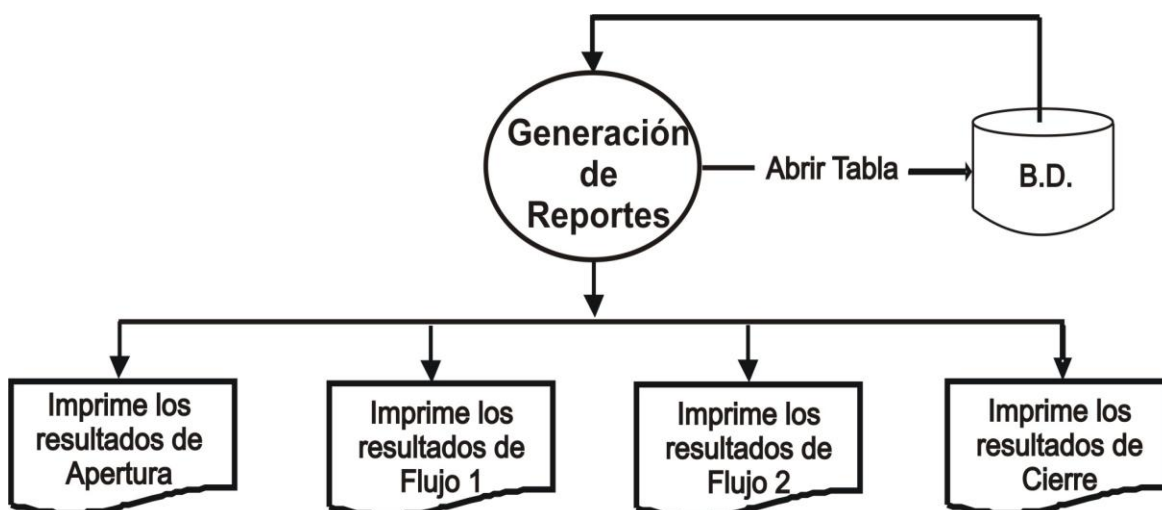 Generación
de
Reportes
Abrir Tabla
B.D.
Imprime los
resultados de
Apertura
Imprime los
resultados de
Flujo 1
Imprime los
resultados de
Flujo 2
Imprime los
resultados de
Cierre